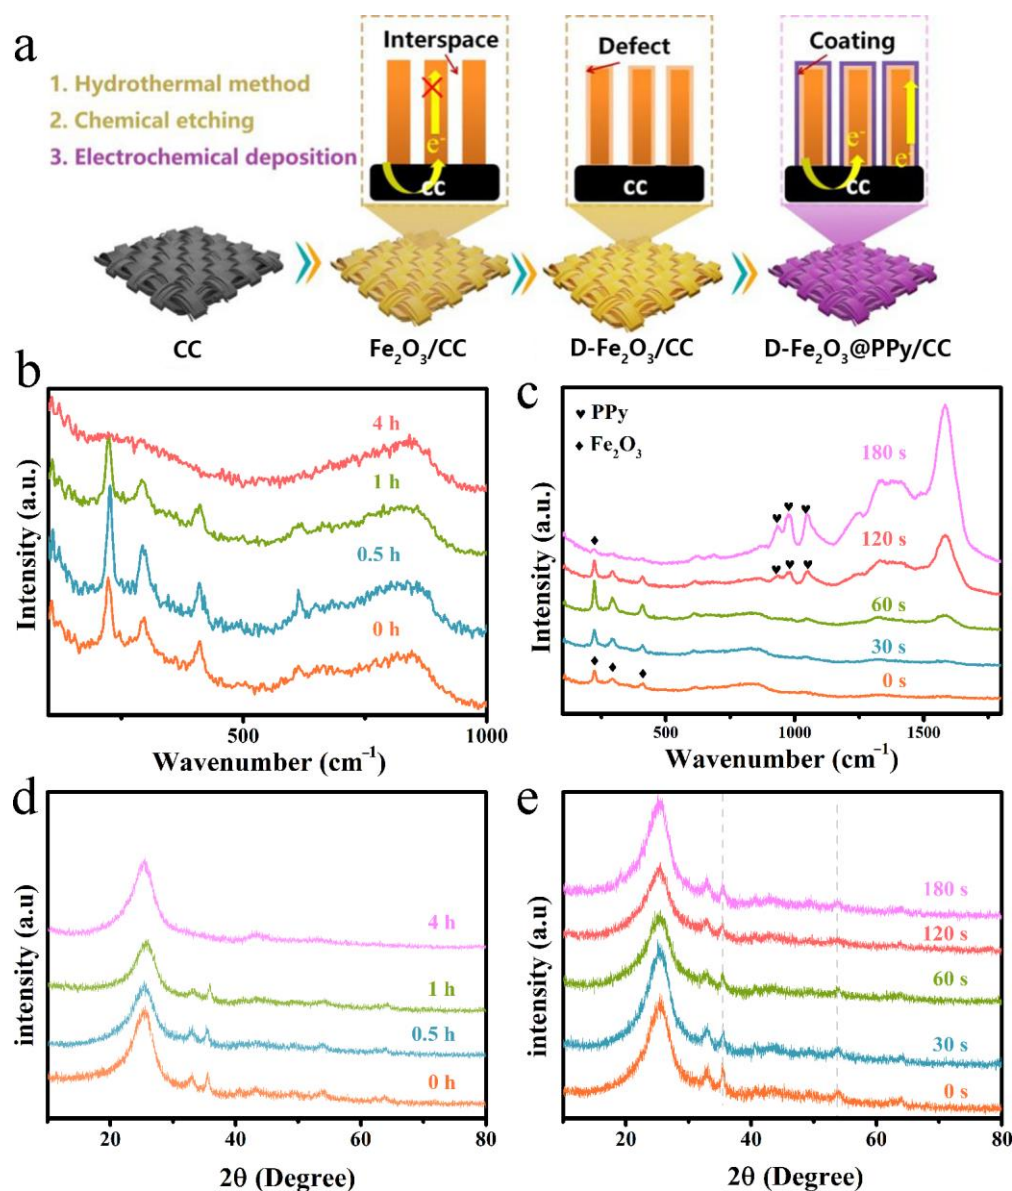 a
1. Hydrothermal method
2. Chemical etching
3. Electrochemical deposition
Interspace
e⁻
CC
Defect
CC
Coating
e⁻
e⁻
CC
CC
Fe₂O₃/CC
D-Fe₂O₃/CC
D-Fe₂O₃@PPy/CC
b
Intensity (a.u.)
4 h
1 h
0.5 h
0 h
500
1000
Wavenumber (cm⁻¹)
c
Intensity (a.u.)
♥ PPy
♦ Fe₂O₃
180 s
120 s
60 s
30 s
0 s
500
1000
1500
Wavenumber (cm⁻¹)
d
intensity (a.u)
4 h
1 h
0.5 h
0 h
20
40
60
80
2θ (Degree)
e
intensity (a.u)
180 s
120 s
60 s
30 s
0 s
20
40
60
80
2θ (Degree)